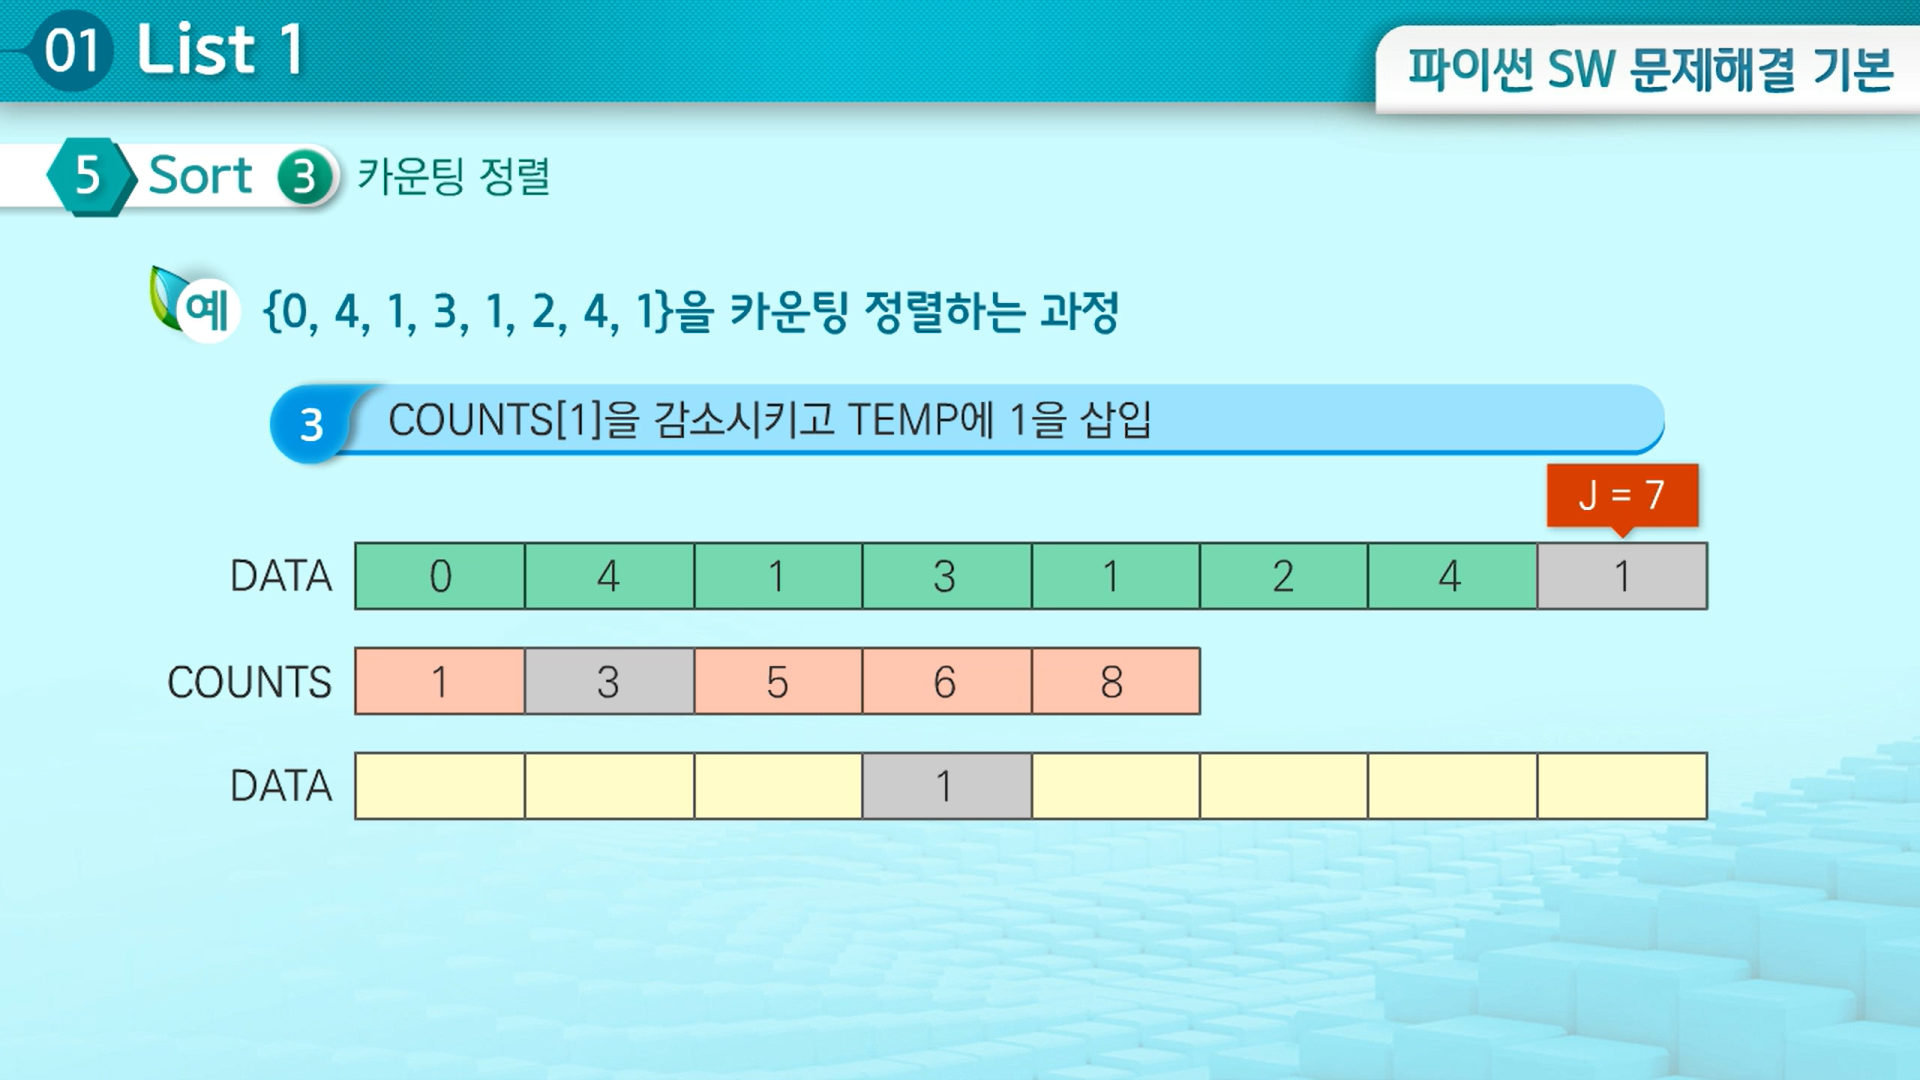 01 List 1
파이썬 SW 문제해결 기본
5 Sort 3 카운팅 정렬
예 {0, 4, 1, 3, 1, 2, 4, 1}을 카운팅 정렬하는 과정
3 COUNTS[1]을 감소시키고 TEMP에 1을 삽입
J = 7
DATA 0 4 1 3 1 2 4 1
COUNTS 1 3 5 6 8
DATA 1